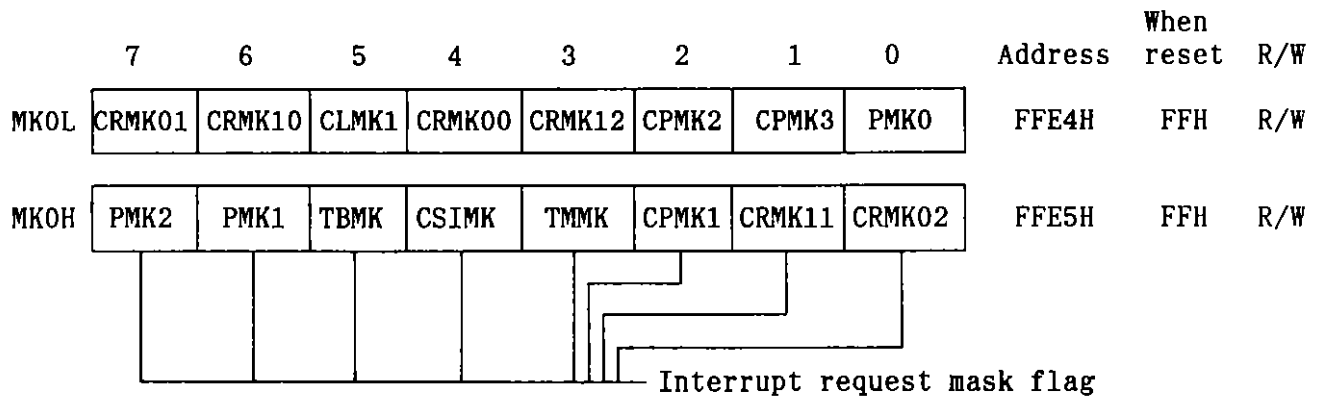 When
7 6 5 4 3 2 1 0 Address reset R/W
MK0L CRMK01 CRMK10 CLMK1 CRMK00 CRMK12 CPMK2 CPMK3 PMK0 FFE4H FFH R/W
MK0H PMK2 PMK1 TBMK CSIMK TMMK CPMK1 CRMK11 CRMK02 FFE5H FFH R/W
Interrupt request mask flag